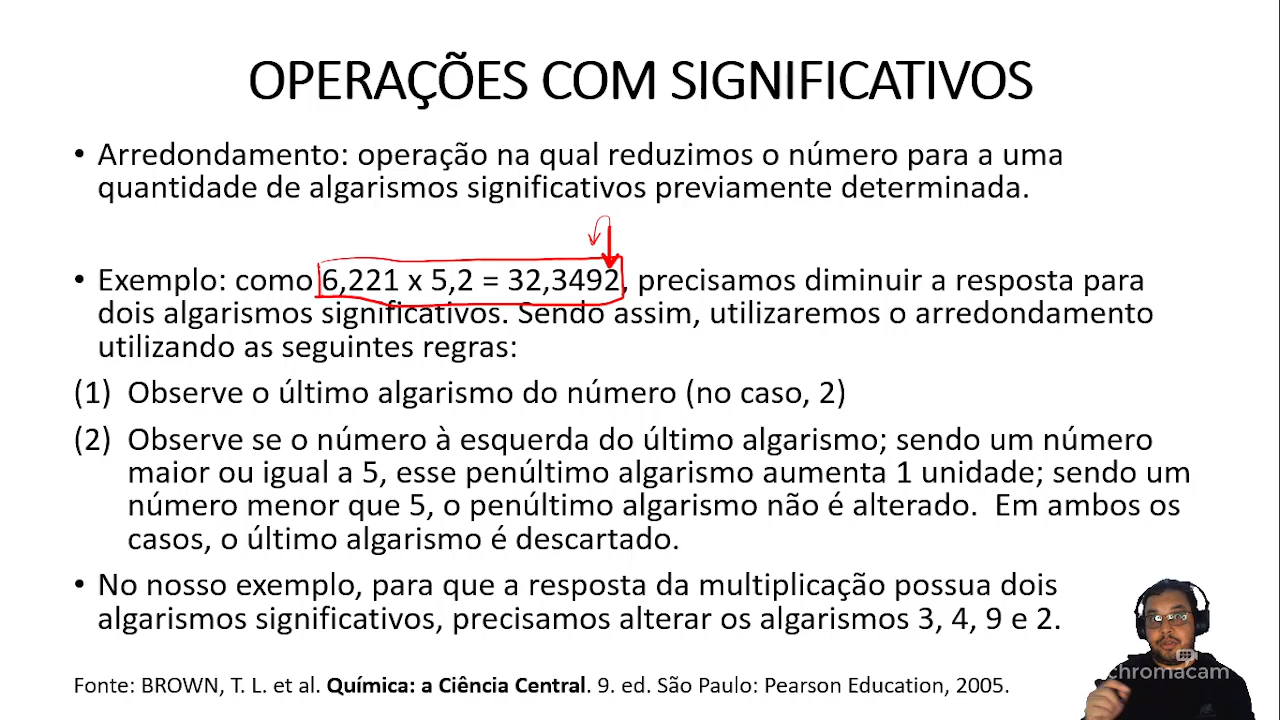 OPERAÇÕES COM SIGNIFICATIVOS
• Arredondamento: operação na qual reduzimos o número para a uma
quantidade de algarismos significativos previamente determinada.
• Exemplo: como 6,221 x 5,2 = 32,3492, precisamos diminuir a resposta para
dois algarismos significativos. Sendo assim, utilizaremos o arredondamento
utilizando as seguintes regras:
(1) Observe o último algarismo do número (no caso, 2)
(2) Observe se o número à esquerda do último algarismo; sendo um número
maior ou igual a 5, esse penúltimo algarismo aumenta 1 unidade; sendo um
número menor que 5, o penúltimo algarismo não é alterado. Em ambos os
casos, o último algarismo é descartado.
• No nosso exemplo, para que a resposta da multiplicação possua dois
algarismos significativos, precisamos alterar os algarismos 3, 4, 9 e 2.
Fonte: BROWN, T. L. et al. Química: a Ciência Central. 9. ed. São Paulo: Pearson Education, 2005.
chromacam